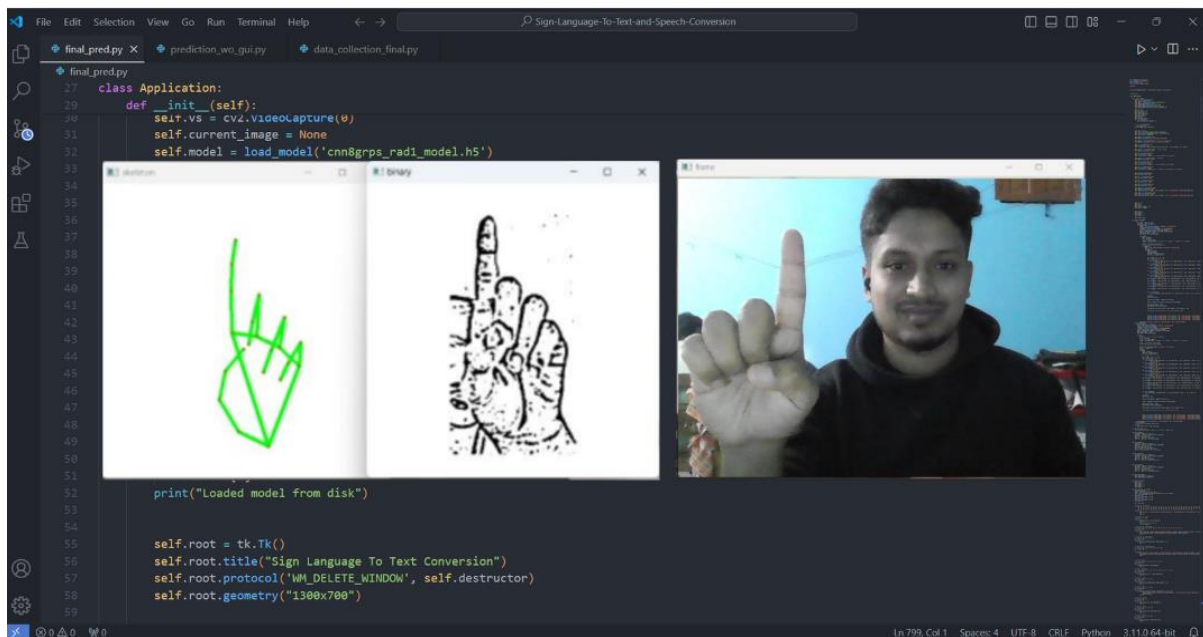 File Edit Selection View Go Run Terminal Help
Sign-Language-To-Text-and-Speech-Conversion
final_pred.py
prediction_wo_gui.py
data_collection_final.py
final_pred.py
27 class Application:
29 def __init__(self):
30 self.vs = cv2.VideoCapture(0)
31 self.current_image = None
32 self.model = load_model('cnn8grps_rad1_model.h5')
33
skeleton
binary
frame
34
35
36
37
38
39
40
41
42
43
44
45
46
47
48
49
50
51
52 print("Loaded model from disk")
53
54
55 self.root = tk.Tk()
56 self.root.title("Sign Language To Text Conversion")
57 self.root.protocol('WM_DELETE_WINDOW', self.destructor)
58 self.root.geometry("1300x700")
59
0 0 0 Ln 799, Col 1 Spaces: 4 UTF-8 CRLF Python 3.11.0 64-bit